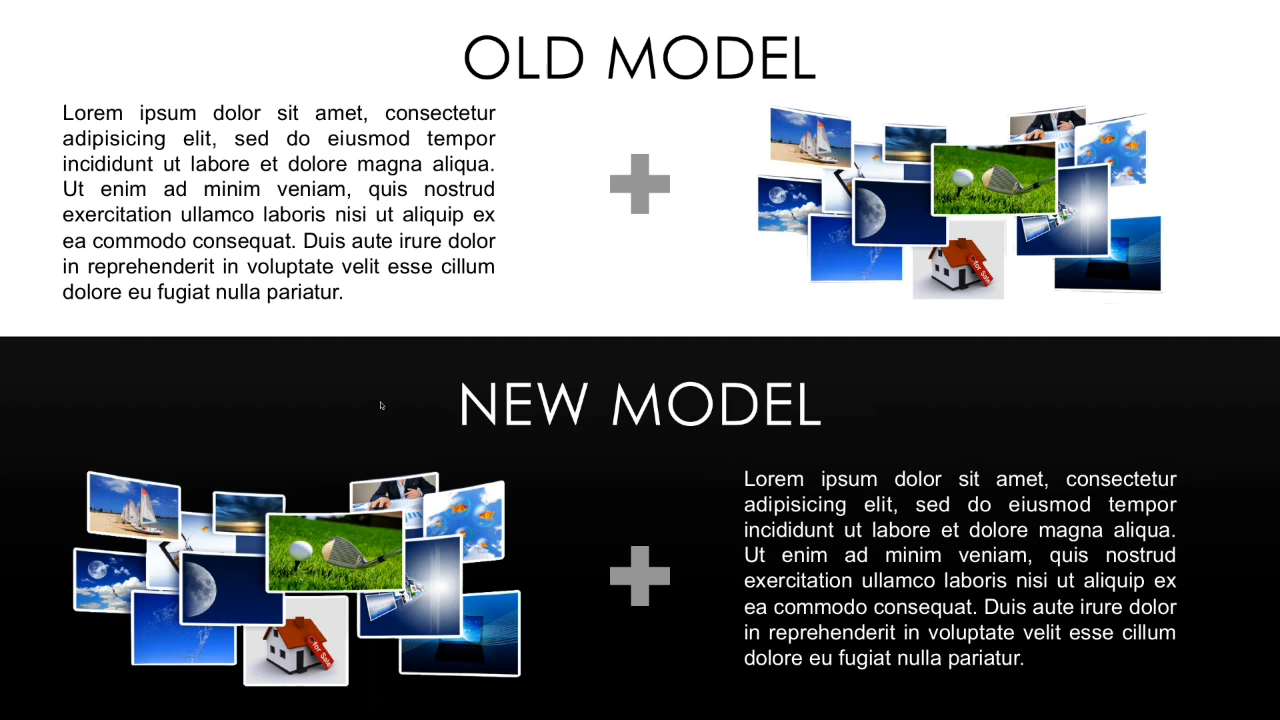 OLD MODEL
Lorem ipsum dolor sit amet, consectetur
adipisicing elit, sed do eiusmod tempor
incididunt ut labore et dolore magna aliqua.
Ut enim ad minim veniam, quis nostrud
exercitation ullamco laboris nisi ut aliquip ex
ea commodo consequat. Duis aute irure dolor
in reprehenderit in voluptate velit esse cillum
dolore eu fugiat nulla pariatur.
for Sale
NEW MODEL
for Sale
Lorem ipsum dolor sit amet, consectetur
adipisicing elit, sed do eiusmod tempor
incididunt ut labore et dolore magna aliqua.
Ut enim ad minim veniam, quis nostrud
exercitation ullamco laboris nisi ut aliquip ex
ea commodo consequat. Duis aute irure dolor
in reprehenderit in voluptate velit esse cillum
dolore eu fugiat nulla pariatur.